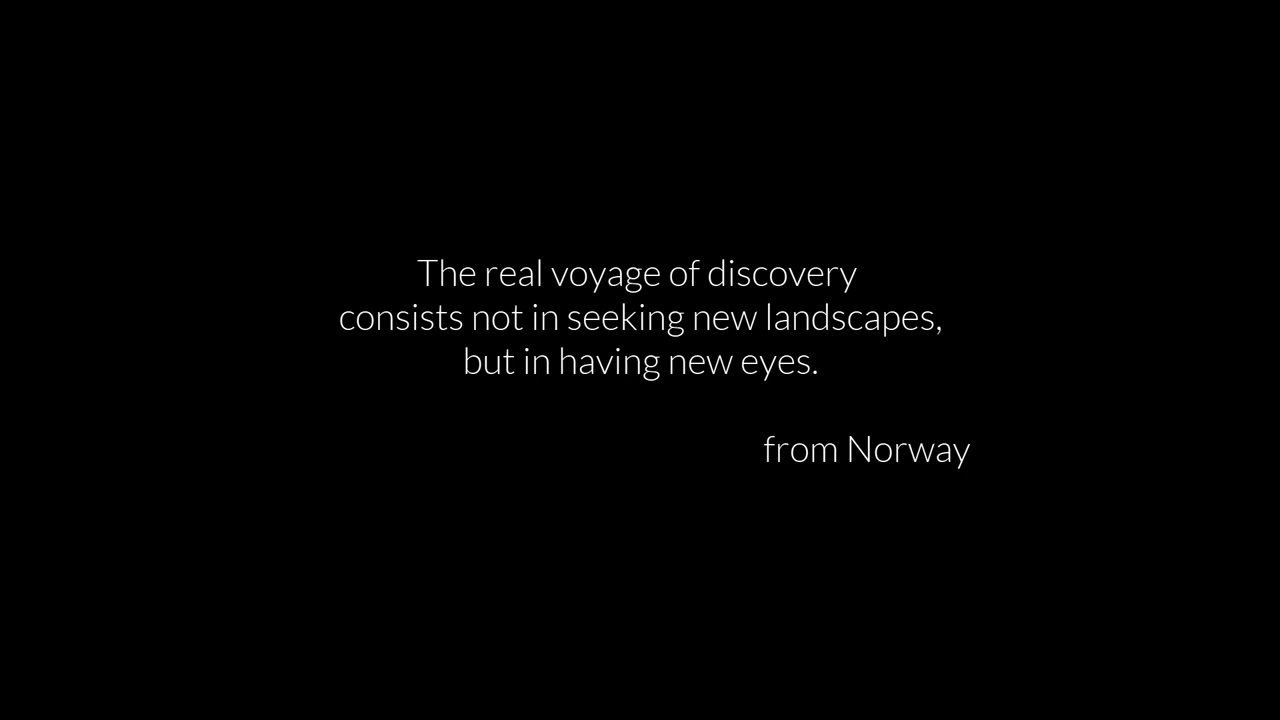 The real voyage of discovery
consists not in seeking new landscapes,
but in having new eyes.
from Norway